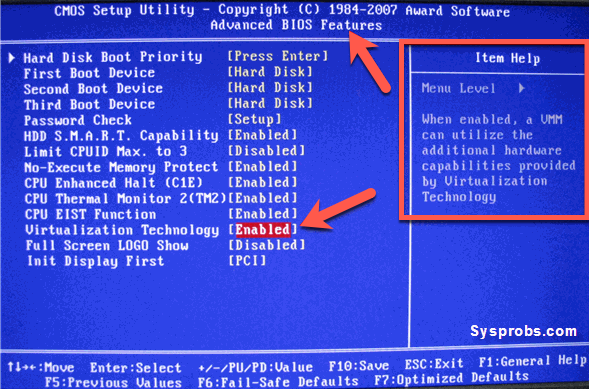 CMOS Setup Utility - Copyright (C) 1984-2007 Award Software
Advanced BIOS Features
Hard Disk Boot Priority [Press Enter]
First Boot Device [Hard Disk]
Second Boot Device [Hard Disk]
Third Boot Device [Hard Disk]
Password Check [Setup]
HDD S.M.A.R.T. Capability [Enabled]
Limit CPUID Max. to 3 [Disabled]
No-Execute Memory Protect [Enabled]
CPU Enhanced Halt (C1E) [Enabled]
CPU Thermal Monitor 2(TM2) [Enabled]
CPU EIST Function [Enabled]
Virtualization Technology [Enabled]
Full Screen LOGO Show [Disabled]
Init Display First [PCI]
Item Help
Menu Level
When enabled, a VMM
can utilize the
additional hardware
capabilities provided
by Virtualization
Technology
Sysprobs.com
↑↓→←:Move Enter:Select +/-/PU/PD:Value F10:Save ESC:Exit F1:General Help
F5:Previous Values F6:Fail-Safe Defaults F7:Optimized Defaults